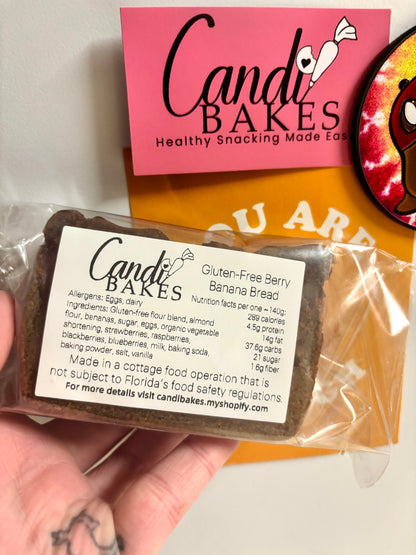 Candi
BAKES
Healthy Snacking Made Eas
YOU ARE
Candi
BAKES
Gluten-Free Berry
Banana Bread
Nutrition facts per one ~140g:
269 calories
4.5g protein
14g fat
37.6g carbs
21 sugar
1.6g fiber
Allergens: Eggs, dairy
Ingredients: Gluten-free flour blend, almond
flour, bananas, sugar, eggs, organic vegetable
shortening, strawberries, raspberries,
blackberries, blueberries, milk, baking soda,
baking powder, salt, vanilla
Made in a cottage food operation that is
not subject to Florida's food safety regulations.
For more details visit candibakes.myshopify.com